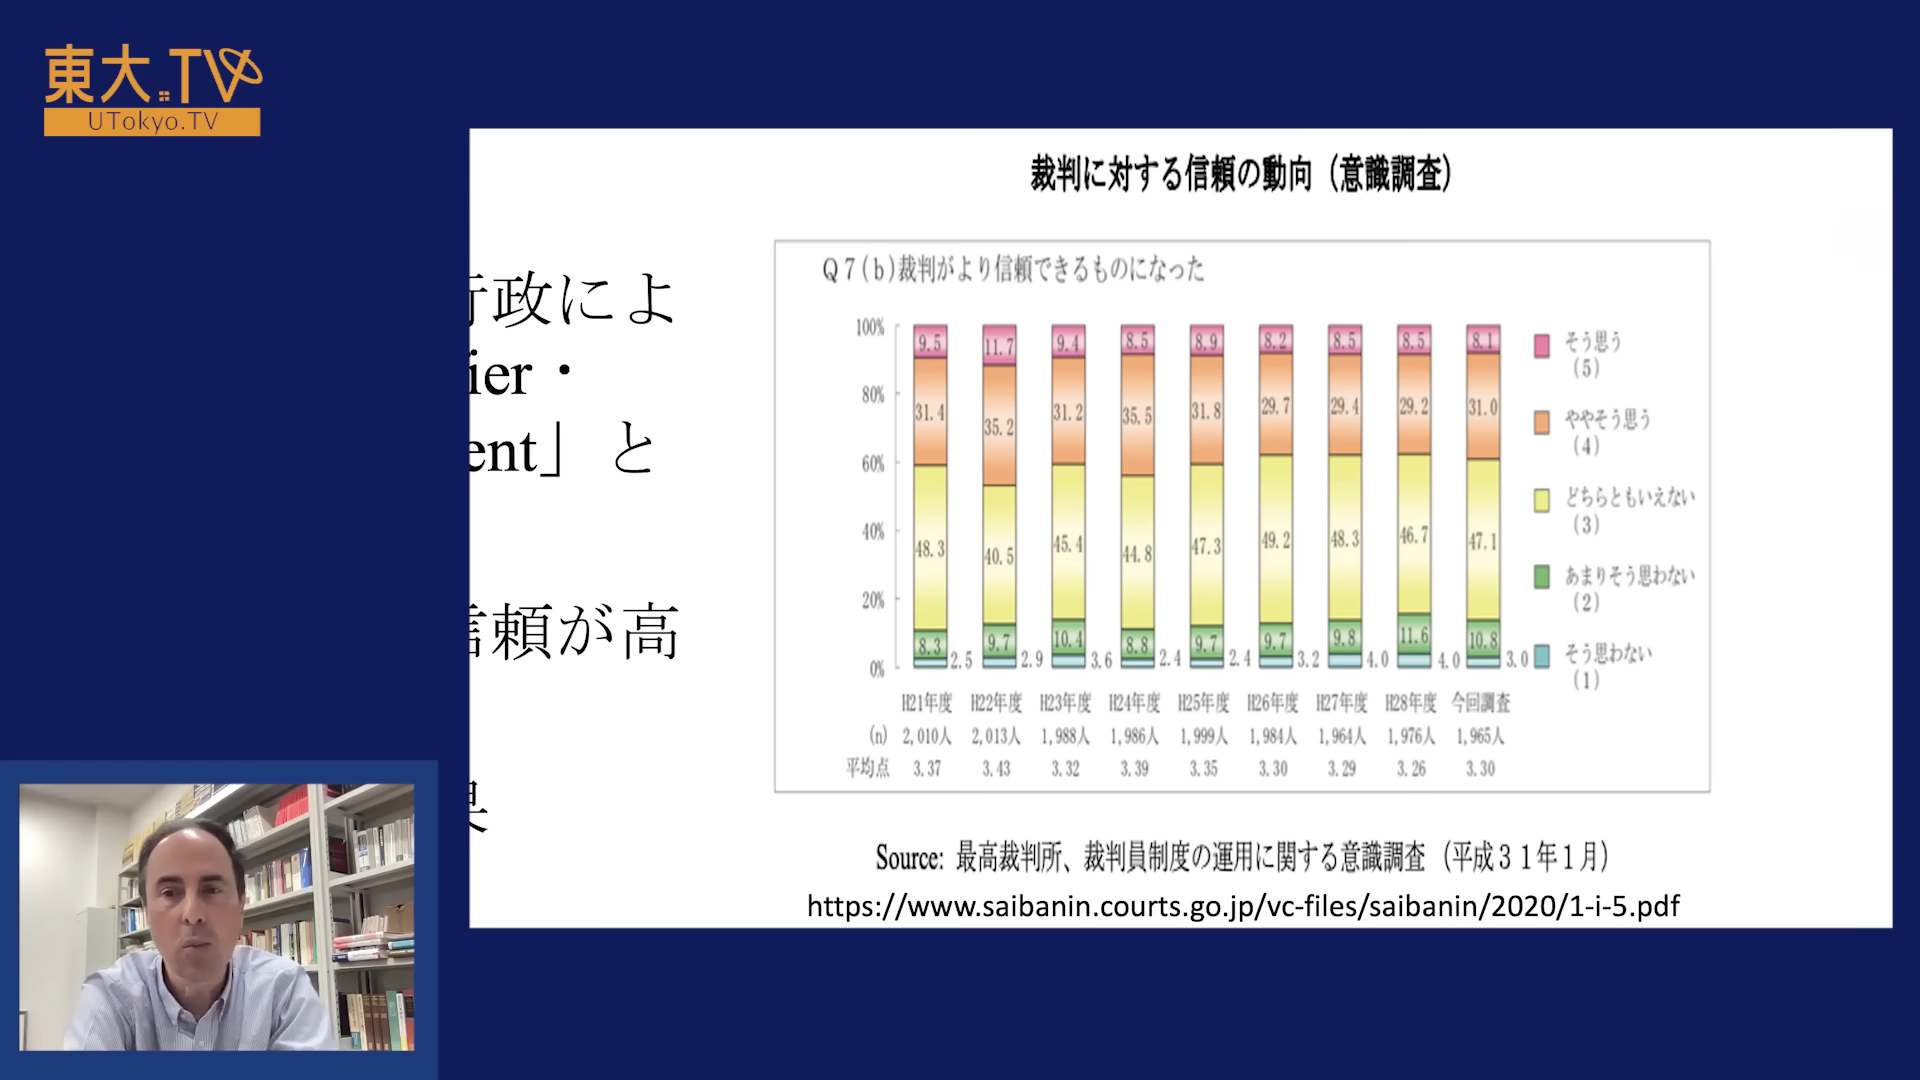 東大.TV
UTokyo.TV
裁判に対する信頼の動向（意識調査）
行政によ
ier・
ent」と
信頼が高
果
Q7(b)裁判がより信頼できるものになった
100%
80%
60%
40%
20%
0%
9.5 11.7 9.4 8.5 8.9 8.2 8.5 8.5 8.1
31.4 35.2 31.2 35.5 31.8 29.7 29.4 29.2 31.0
48.3 40.5 45.4 44.8 47.3 49.2 48.3 46.7 47.1
8.3 9.7 10.4 8.8 9.7 9.7 9.8 11.6 10.8
2.5 2.9 3.6 2.4 2.4 3.2 4.0 4.0 3.0
H21年度 H22年度 H23年度 H24年度 H25年度 H26年度 H27年度 H28年度 今回調査
(n) 2,010人 2,013人 1,988人 1,986人 1,999人 1,984人 1,964人 1,976人 1,965人
平均点 3.37 3.43 3.32 3.39 3.35 3.30 3.29 3.26 3.30
そう思う
(5)
ややそう思う
(4)
どちらともいえない
(3)
あまりそう思わない
(2)
そう思わない
(1)
Source: 最高裁判所、裁判員制度の運用に関する意識調査（平成３１年１月）
https://www.saibanin.courts.go.jp/vc-files/saibanin/2020/1-i-5.pdf